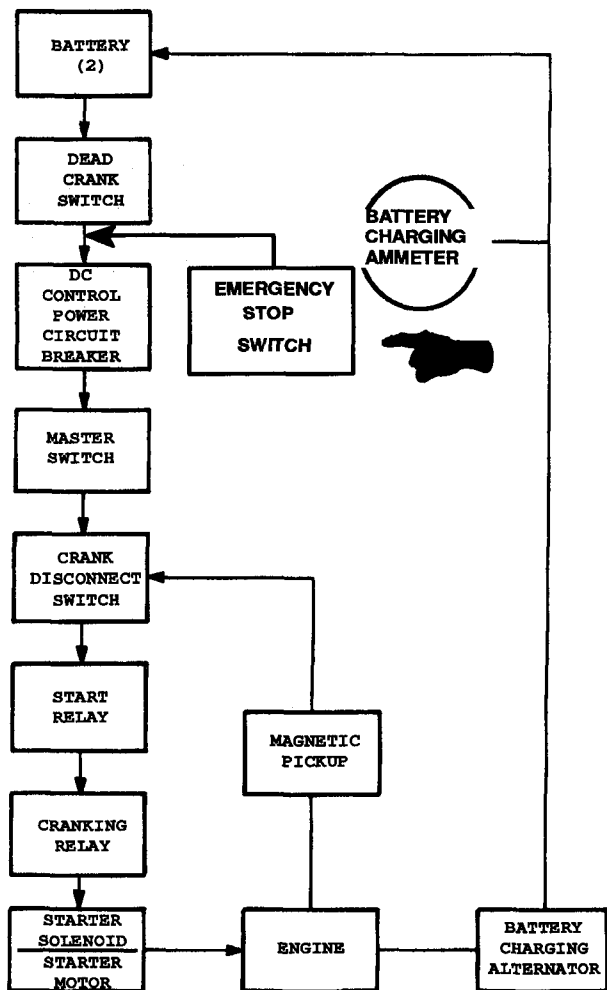 BATTERY
(2)
DEAD
CRANK
SWITCH
BATTERY
CHARGING
AMMETER
DC
CONTROL
POWER
CIRCUIT
BREAKER
EMERGENCY
STOP
SWITCH
MASTER
SWITCH
CRANK
DISCONNECT
SWITCH
START
RELAY
MAGNETIC
PICKUP
CRANKING
RELAY
STARTER
SOLENOID
STARTER
MOTOR
ENGINE
BATTERY
CHARGING
ALTERNATOR